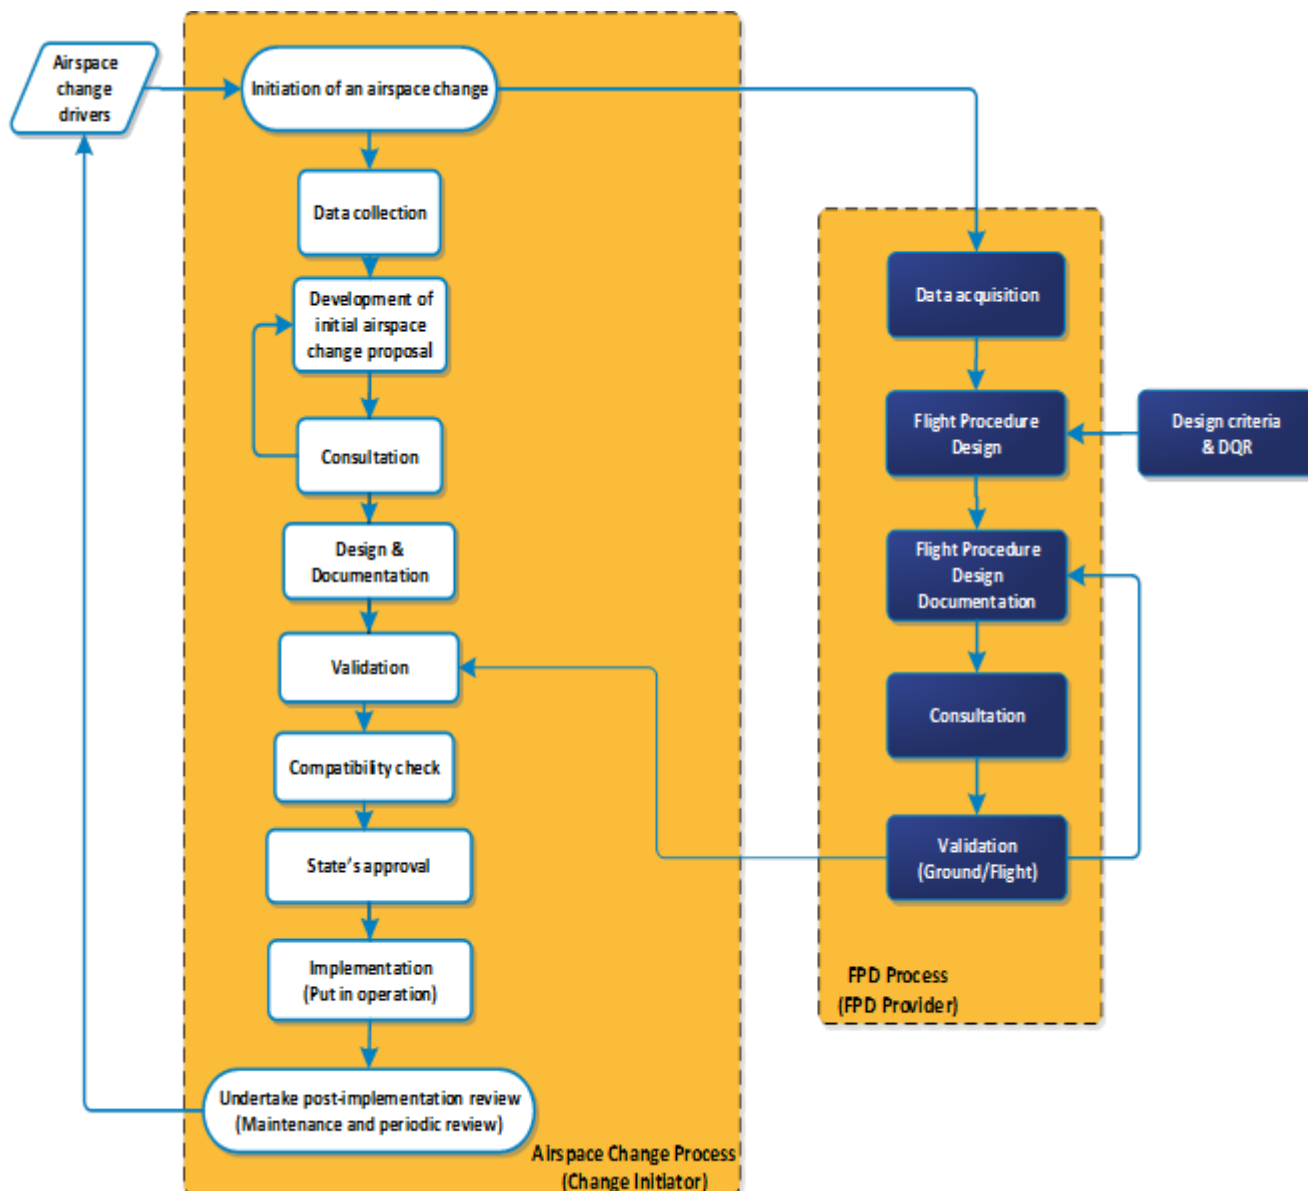 Airspace
change
drivers
Initiation of an airspace change
Data collection
Development of
initial airspace
change proposal
Consultation
Design &
Documentation
Validation
Compatibility check
State's approval
Implementation
(Put in operation)
Undertake post-implementation review
(Maintenance and periodic review)
Airspace Change Process
(Change Initiator)
Data acquisition
Flight Procedure
Design
Design criteria
& DQR
Flight Procedure
Design
Documentation
Consultation
Validation
(Ground/Flight)
FPD Process
(FPD Provider)